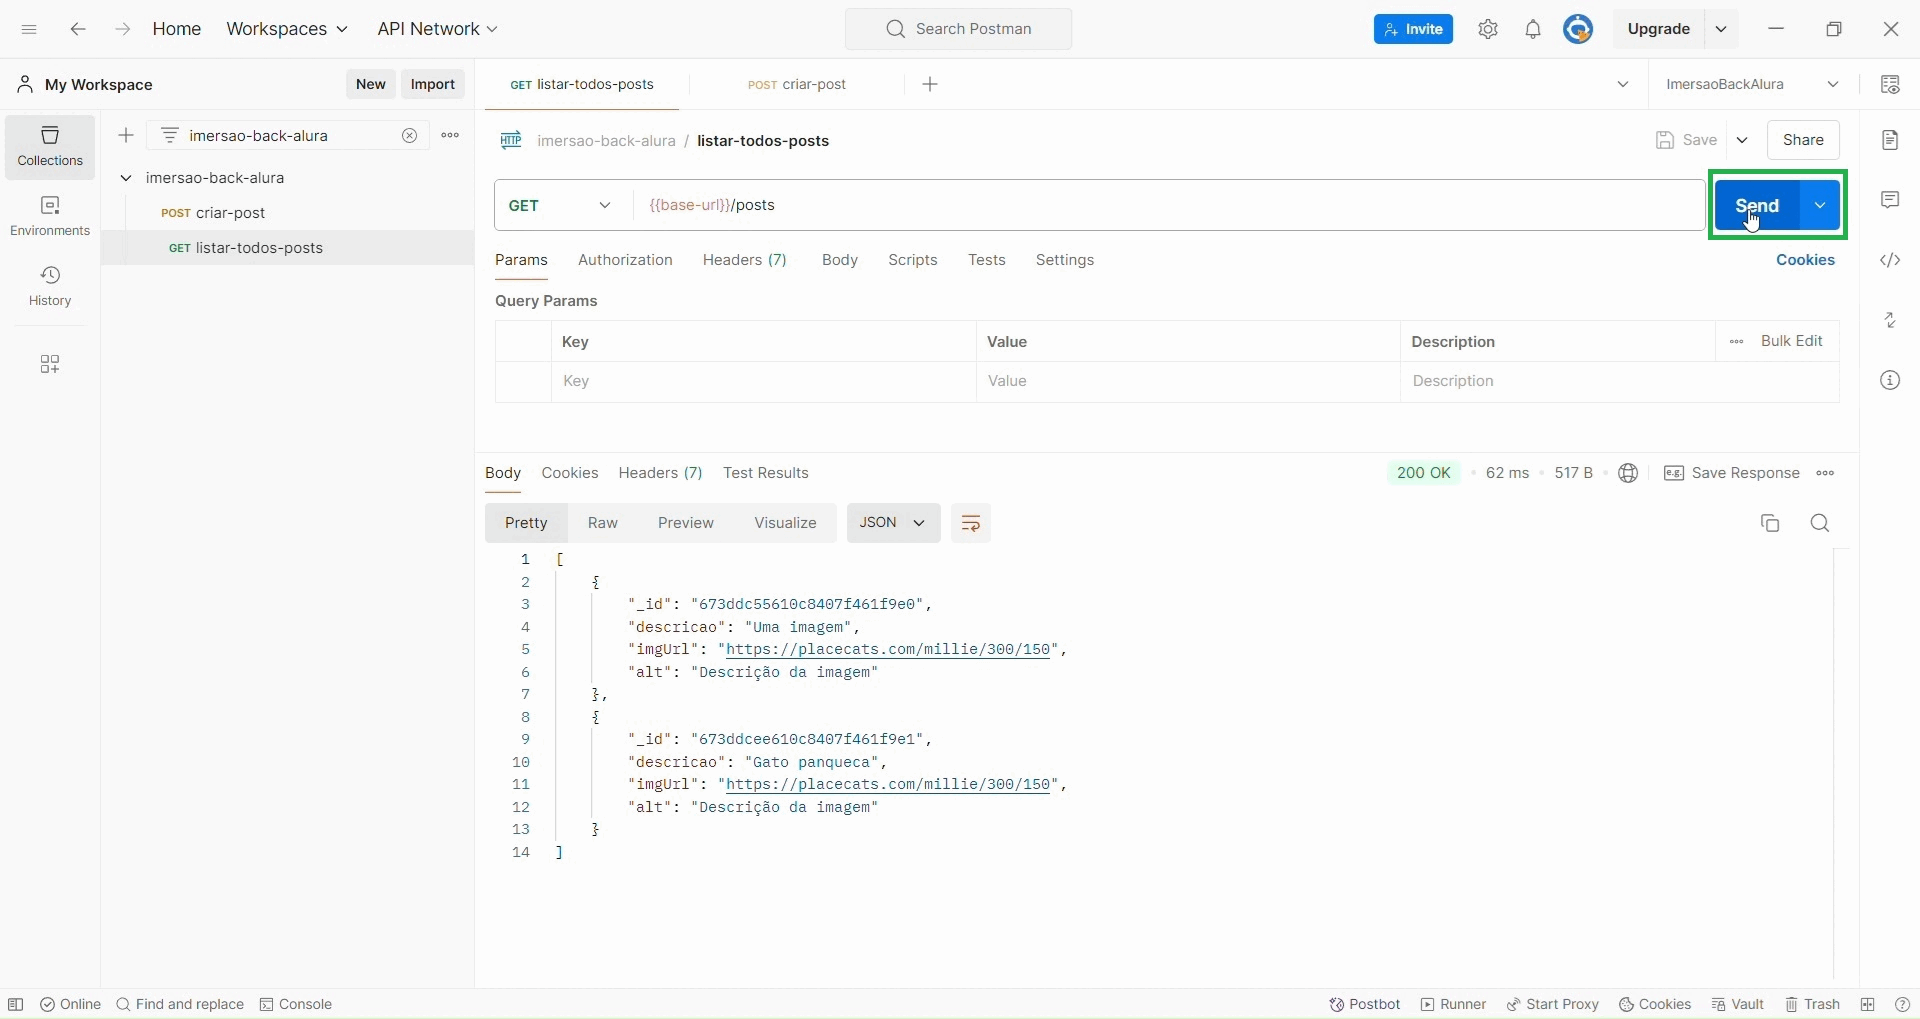 Home Workspaces API Network Search Postman Invite Upgrade
My Workspace New Import GET listar-todos-posts POST criar-post ImersaoBackAlura
imersao-back-alura
HTTP imersao-back-alura / listar-todos-posts Save Share
Collections
imersao-back-alura
GET {{base-url}}/posts Send
POST criar-post
Environments
GET listar-todos-posts
Params Authorization Headers (7) Body Scripts Tests Settings Cookies
History
Query Params
Key Value Description Bulk Edit
Key Value Description
Body Cookies Headers (7) Test Results 200 OK 62 ms 517 B e.g. Save Response
Pretty Raw Preview Visualize JSON
1 [
2 {
3 "_id": "673ddc55610c8407f461f9e0",
4 "descricao": "Uma imagem",
5 "imgUrl": "https://placecats.com/millie/300/150",
6 "alt": "Descrição da imagem"
7 },
8 {
9 "_id": "673ddcee610c8407f461f9e1",
10 "descricao": "Gato panqueca",
11 "imgUrl": "https://placecats.com/millie/300/150",
12 "alt": "Descrição da imagem"
13 }
14 ]
Online Find and replace Console Postbot Runner Start Proxy Cookies Vault Trash